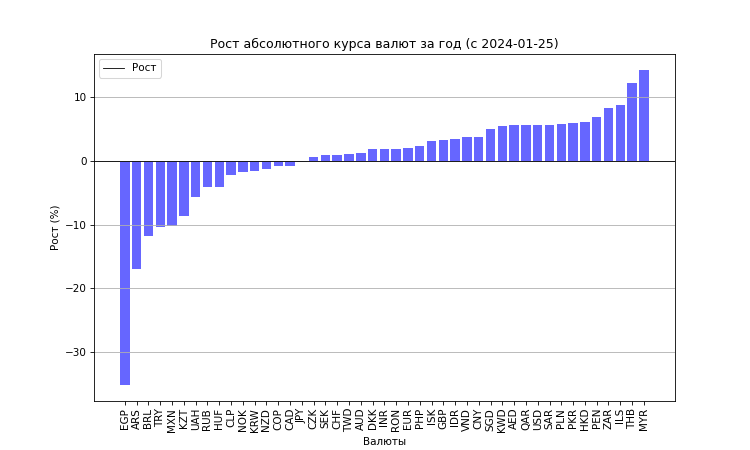 Рост абсолютного курса валют за год (с 2024-01-25)
Рост
10
0
−10
−20
−30
Рост (%)
EGP ARS BRL TRY MXN KZT UAH RUB HUF CLP NOK KRW NZD COP CAD JPY CZK SEK CHF TWD AUD DKK INR RON EUR PHP ISK GBP IDR VND CNY SGD KWD AED QAR USD SAR PLN PKR HKD PEN ZAR ILS THB MYR
Валюты